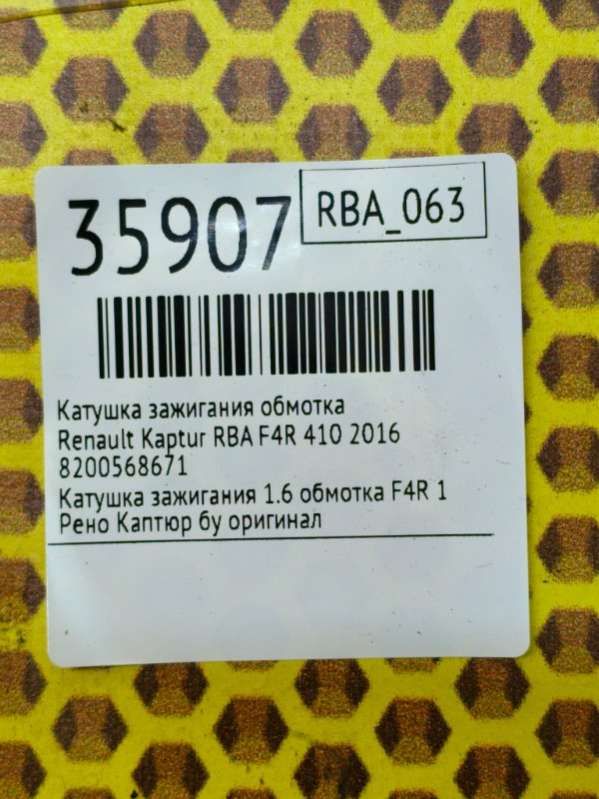 35907
RBA_063
Катушка зажигания обмотка
Renault Kaptur RBA F4R 410 2016
8200568671
Катушка зажигания 1.6 обмотка F4R 1
Рено Каптюр бу оригинал